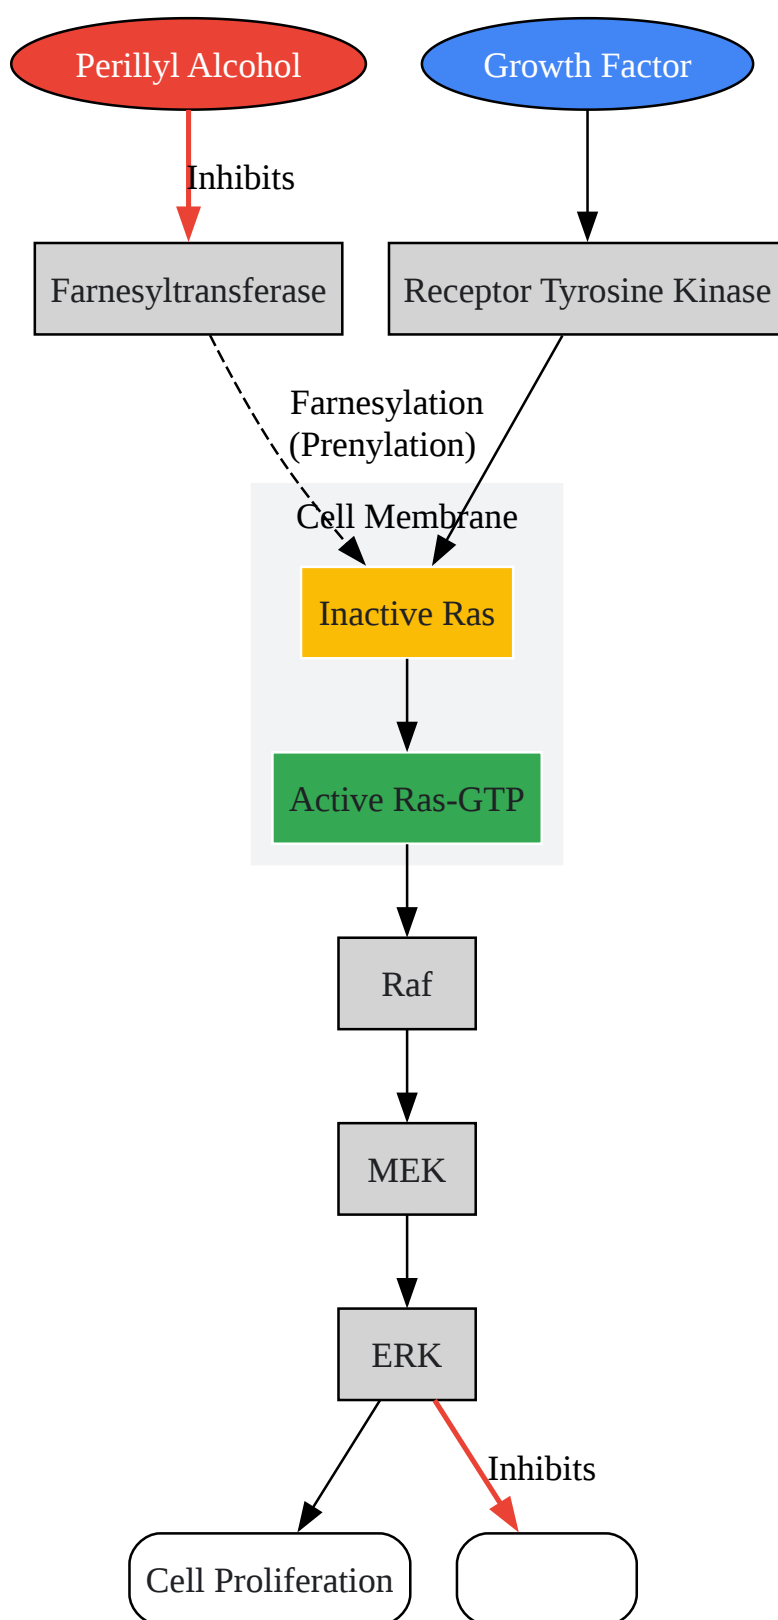 Perillyl Alcohol
Growth Factor
Inhibits
Farnesyltransferase
Receptor Tyrosine Kinase
Farnesylation
(Prenylation)
Cell Membrane
Inactive Ras
Active Ras-GTP
Raf
MEK
ERK
Inhibits
Cell Proliferation